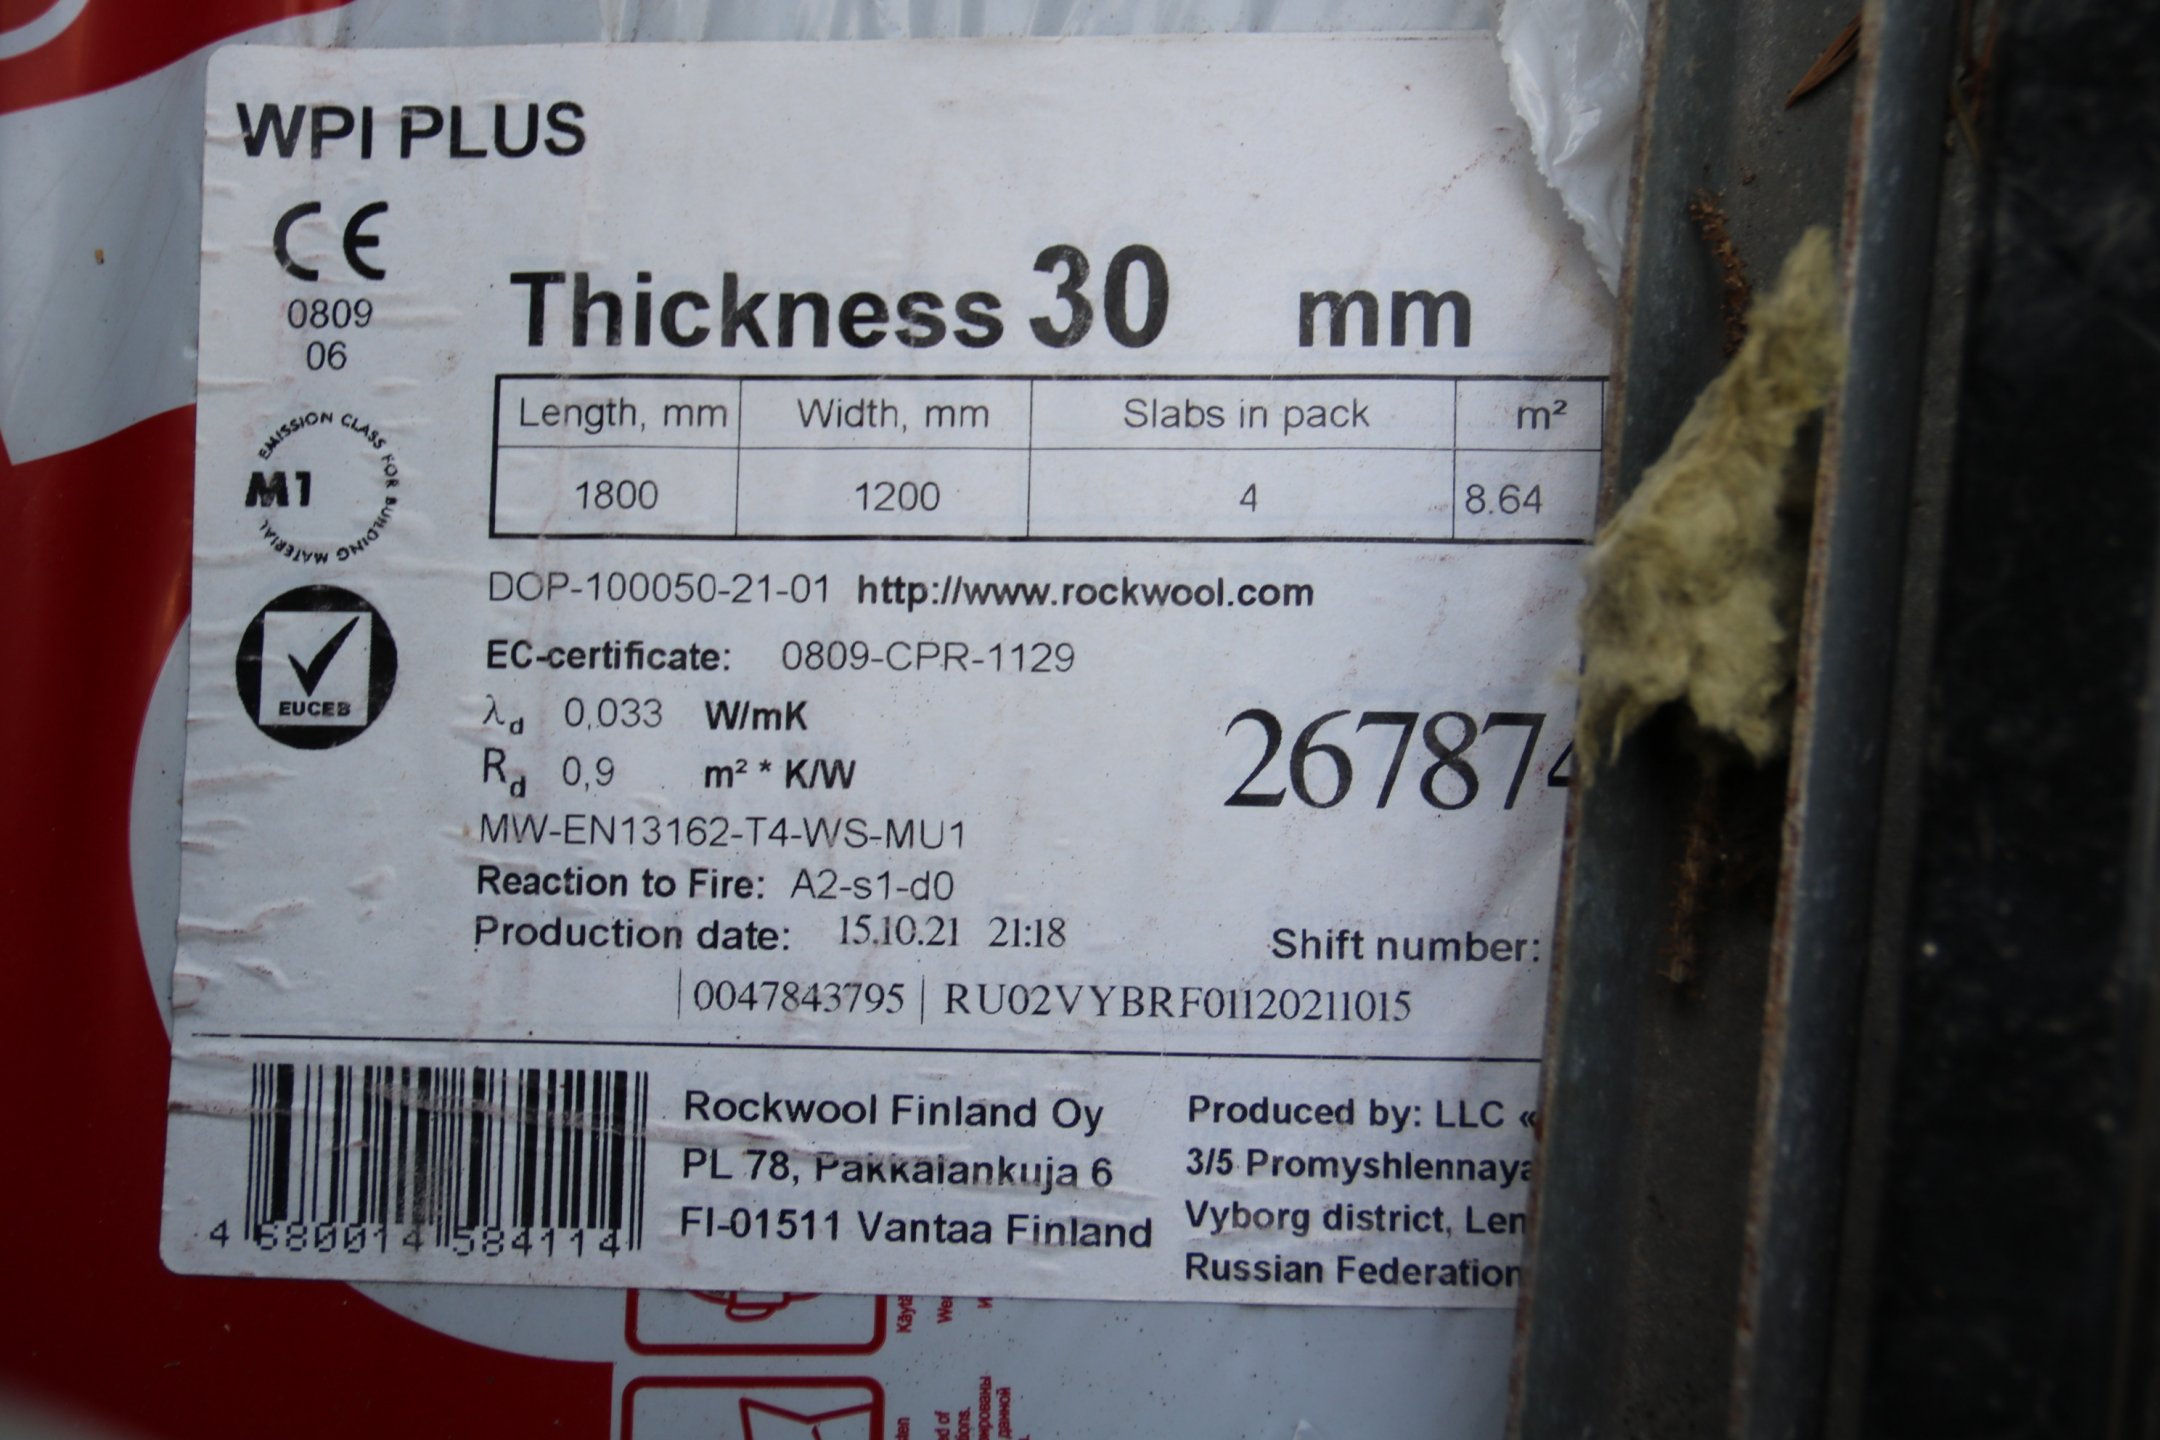 WPI PLUS
CE
0809
06
EMISSION CLASS FOR BUILDING MATERIAL
M1
EUCEB
Thickness 30 mm
Length, mm Width, mm Slabs in pack m²
1800 1200 4 8.64
DOP-100050-21-01 http://www.rockwool.com
EC-certificate: 0809-CPR-1129
λd 0,033 W/mK
Rd 0,9 m² * K/W
267874
MW-EN13162-T4-WS-MU1
Reaction to Fire: A2-s1-d0
Production date: 15.10.21 21:18
Shift number:
|0047843795| RU02VYBRF01120211015
4 680014 584114
Rockwool Finland Oy
PL 78, Pakkalankuja 6
FI-01511 Vantaa Finland
Produced by: LLC «
3/5 Promyshlennaya
Vyborg district, Len
Russian Federation